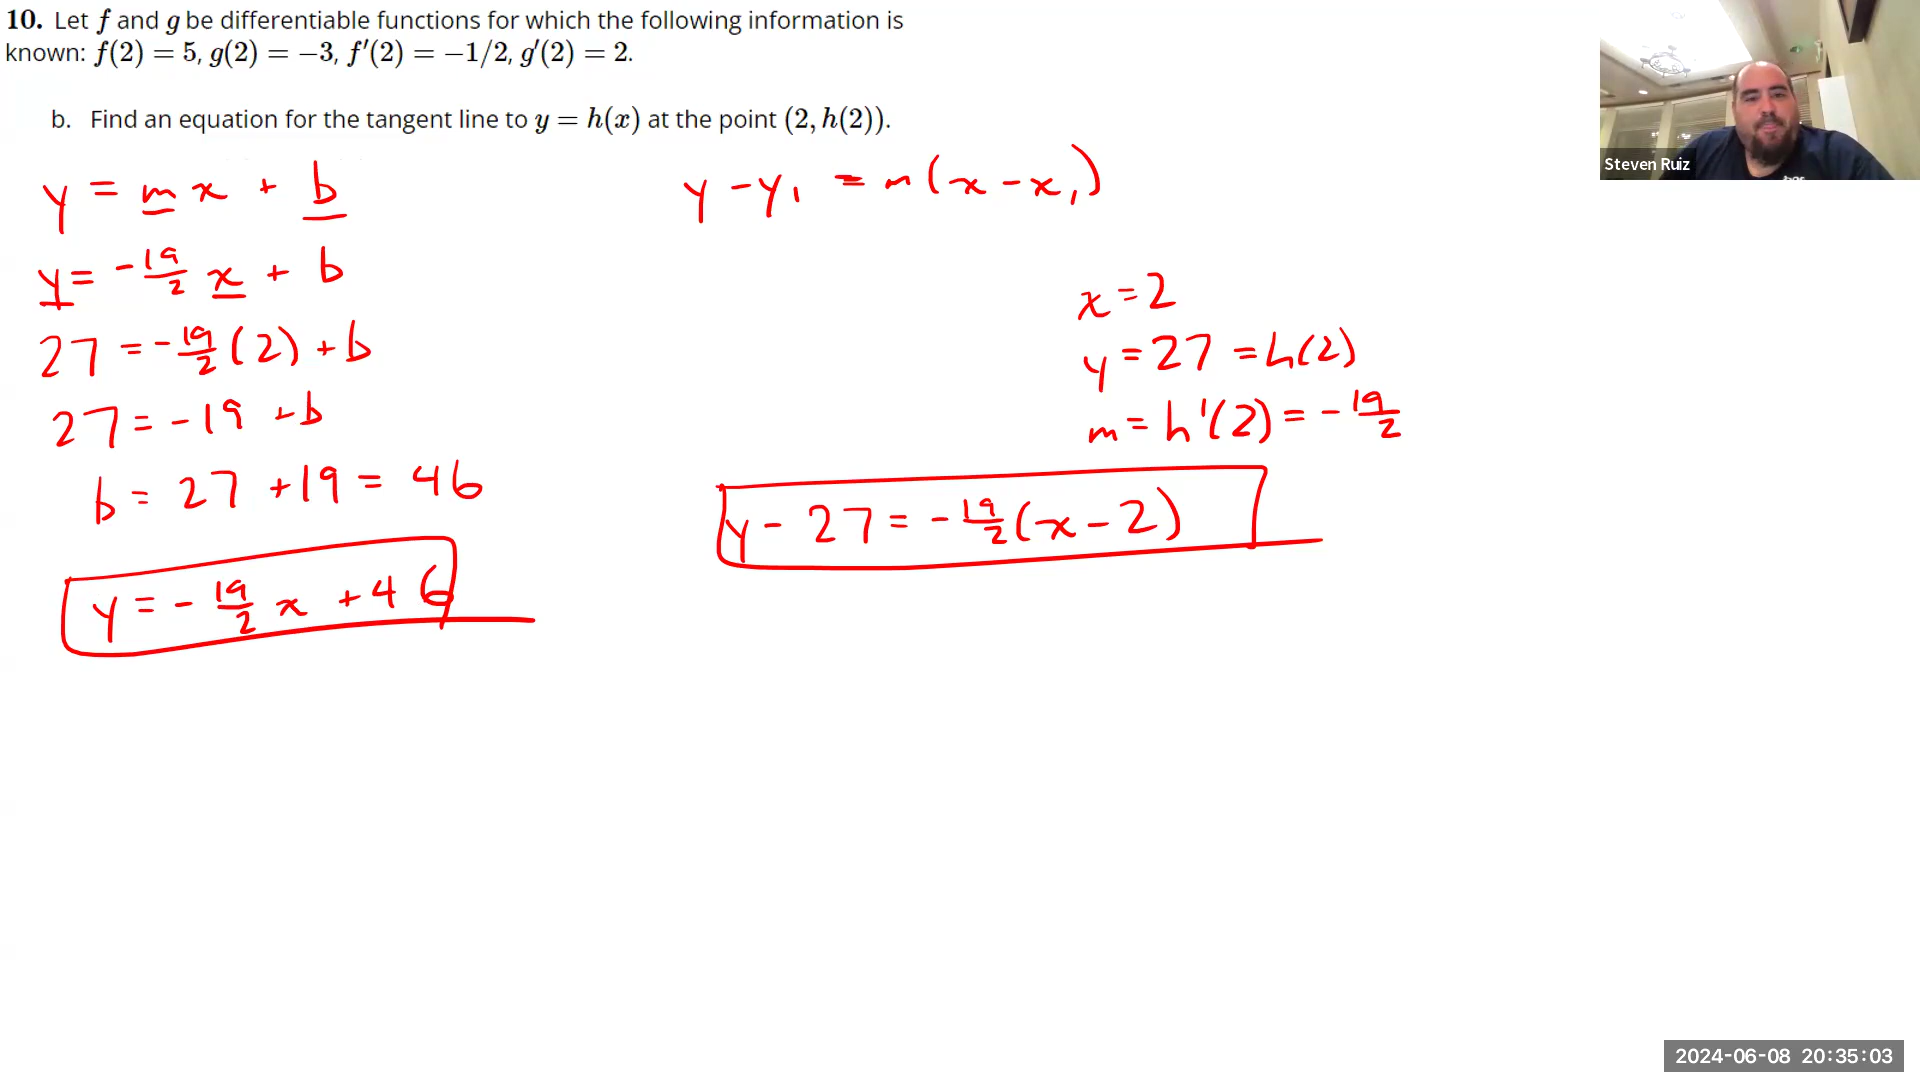 10. Let f and g be differentiable functions for which the following information is
known: f(2) = 5, g(2) = −3, f′(2) = −1/2, g′(2) = 2.
b. Find an equation for the tangent line to y = h(x) at the point (2, h(2)).
y = mx + b
y = -19/2 x + b
27 = -19/2 (2) + b
27 = -19 + b
b = 27 + 19 = 46
y = -19/2 x + 46
y - y₁ = m(x - x₁)
x = 2
y = 27 = h(2)
m = h'(2) = -19/2
y - 27 = -19/2 (x - 2)
Steven Ruiz
2024-06-08 20:35:03